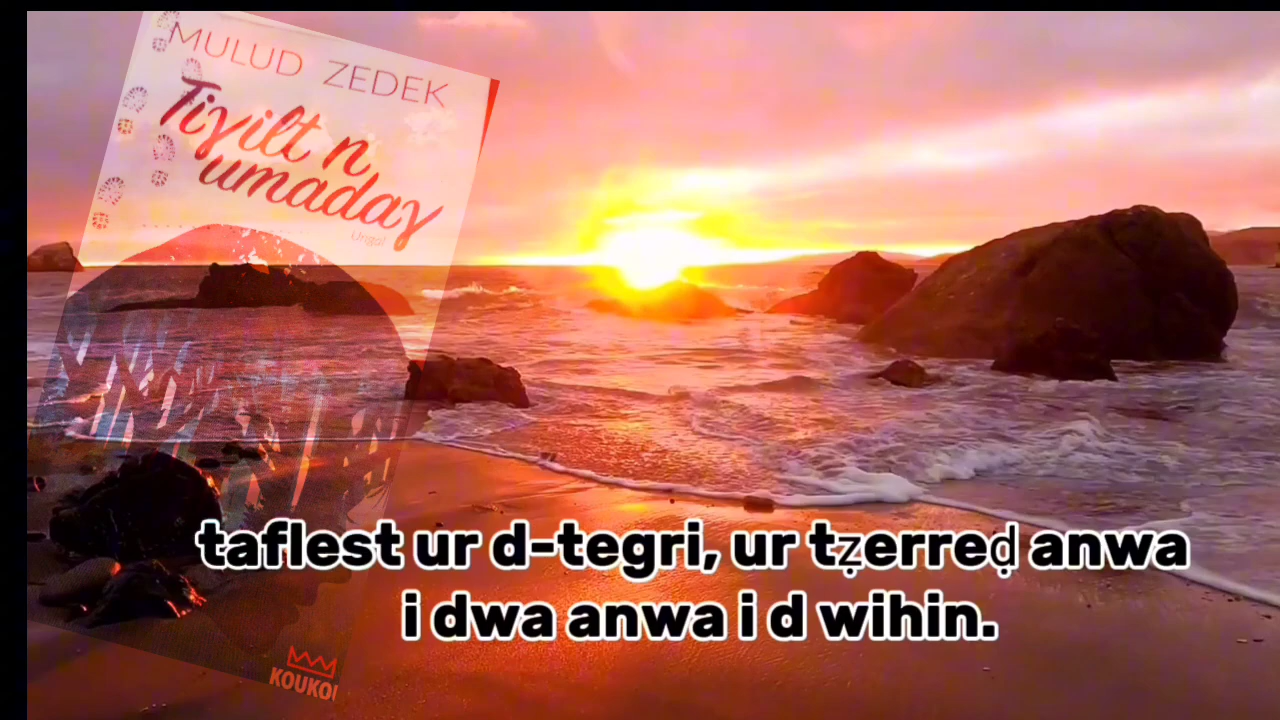 MULUD ZEDEK
Tiɣilt n
umadaɣ
Ungal
KOUKOU
taflest ur d-tegri, ur tẓerreḍ anwa
i dwa anwa i d wihin.